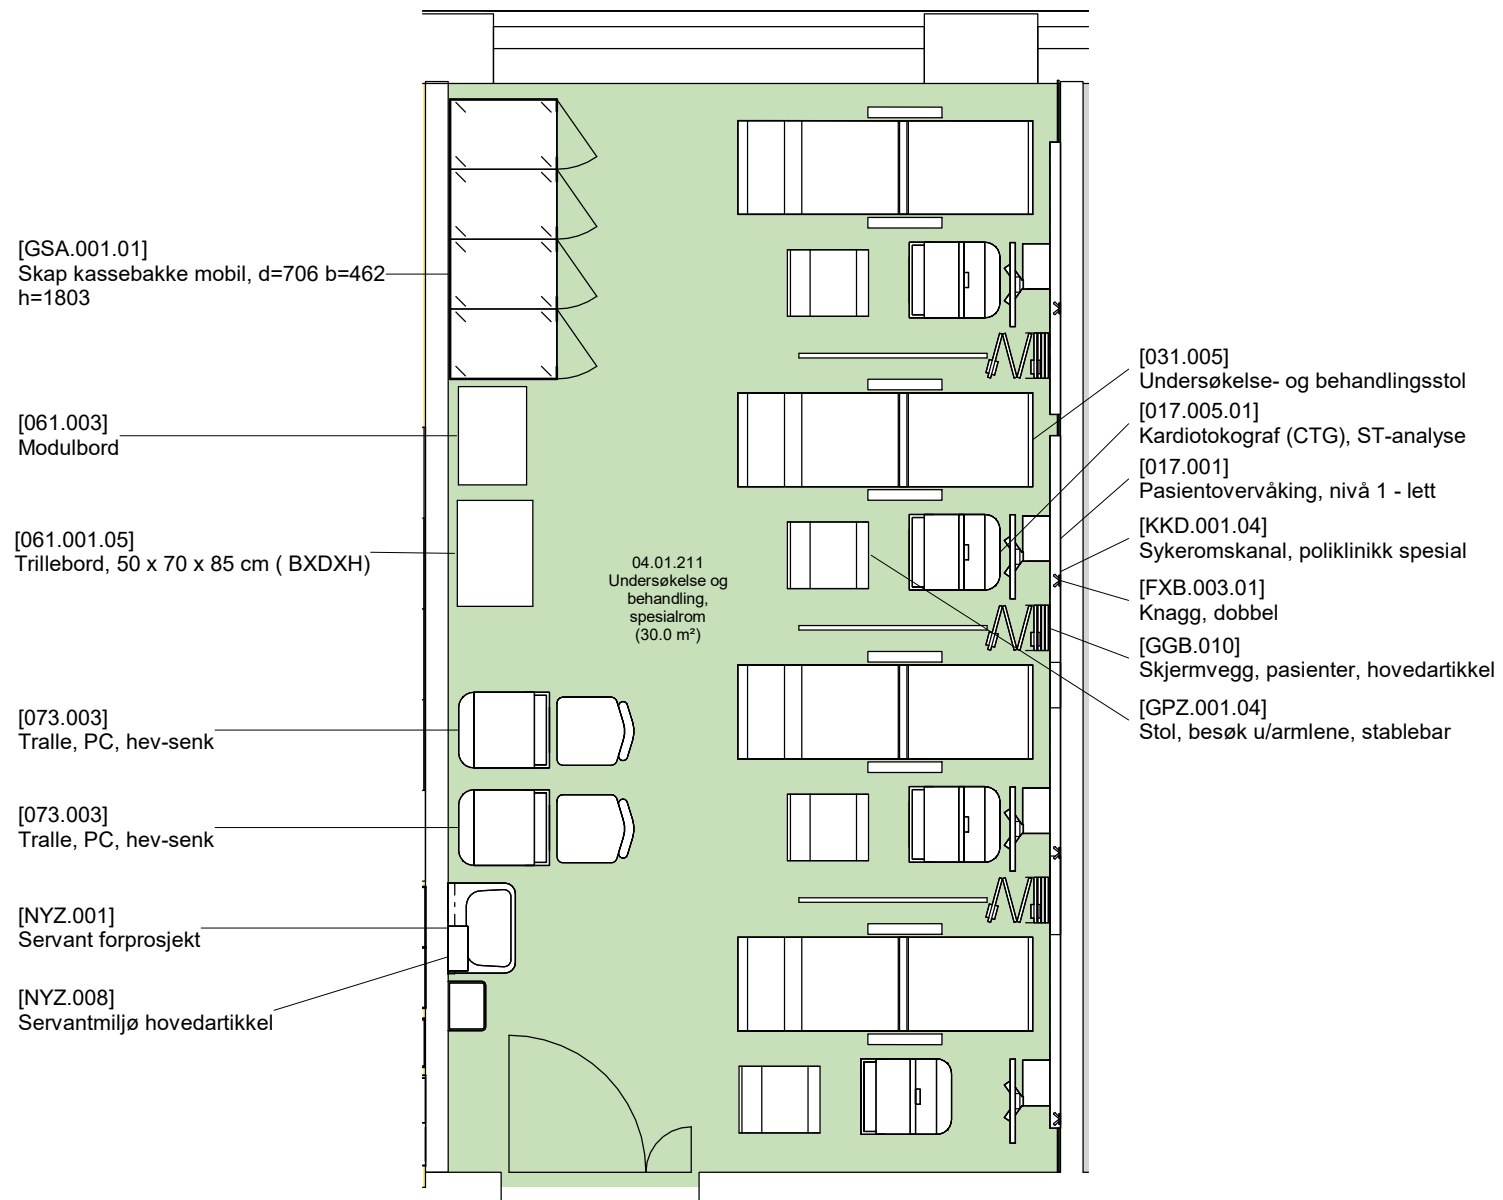 [GSA.001.01]
Skap kassebakke mobil, d=706 b=462
h=1803
[061.003]
Modulbord
[061.001.05]
Trillebord, 50 x 70 x 85 cm ( BXDXH)
[073.003]
Tralle, PC, hev-senk
[073.003]
Tralle, PC, hev-senk
[NYZ.001]
Servant forprosjekt
[NYZ.008]
Servantmiljø hovedartikkel
04.01.211
Undersøkelse og
behandling,
spesialrom
(30.0 m²)
[031.005]
Undersøkelse- og behandlingsstol
[017.005.01]
Kardiotokograf (CTG), ST-analyse
[017.001]
Pasientovervåking, nivå 1 - lett
[KKD.001.04]
Sykeromskanal, poliklinikk spesial
[FXB.003.01]
Knagg, dobbel
[GGB.010]
Skjermvegg, pasienter, hovedartikkel
[GPZ.001.04]
Stol, besøk u/armlene, stablebar